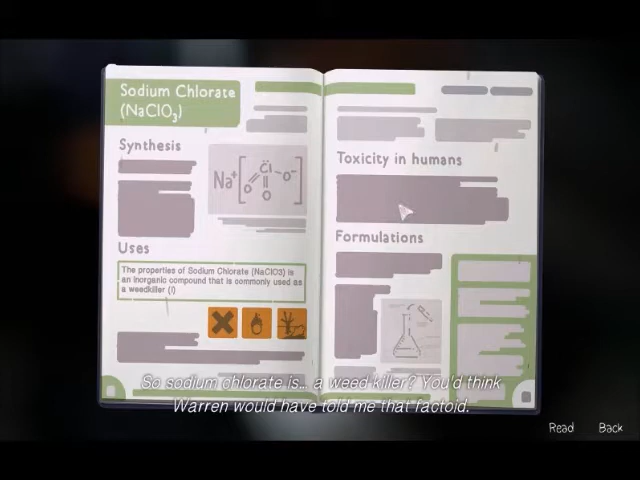 Sodium Chlorate
(NaClO₃)
Synthesis
Na⁺ [ Cl O O O⁻ ]
Uses
The properties of Sodium Chlorate (NaClO3) is
an inorganic compound that is commonly used as
a weedkiller (/)
Toxicity in humans
Formulations
So sodium chlorate is... a weed killer? You'd think
Warren would have told me that factoid.
Read Back